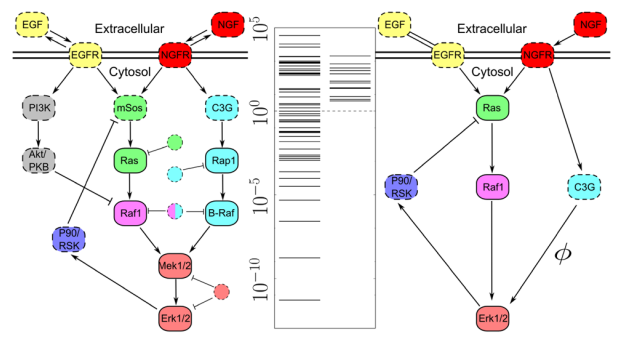 EGF
Extracellular
NGF
EGFR
NGFR
Cytosol
PI3K
mSos
C3G
Akt/
PKB
Ras
Rap1
Raf1
B-Raf
P90/
RSK
Mek1/2
Erk1/2
10^5
10^0
10^-5
10^-10
EGF
Extracellular
NGF
EGFR
NGFR
Cytosol
Ras
P90/
RSK
Raf1
C3G
ϕ
Erk1/2